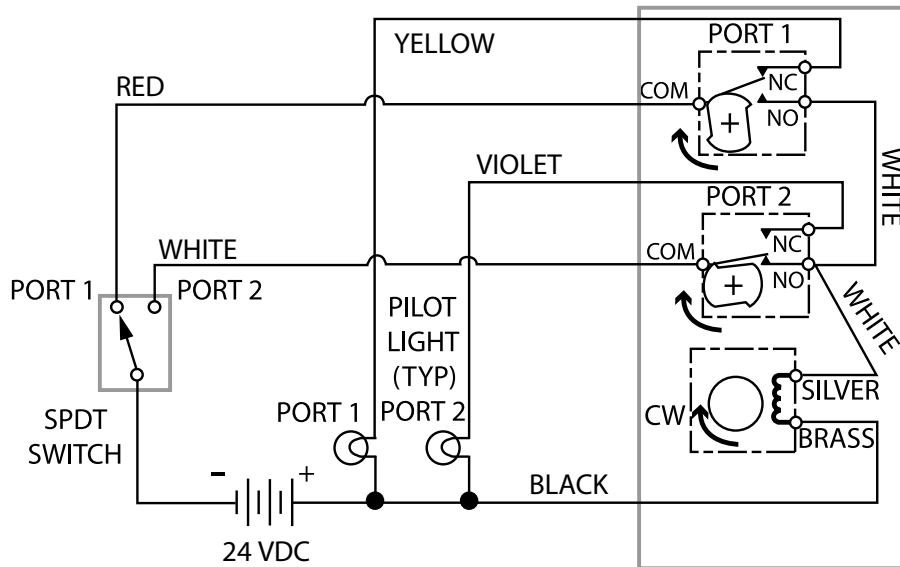 YELLOW
PORT 1
RED
COM
NC
NO
WHITE
VIOLET
PORT 2
WHITE
COM
NC
NO
PORT 1
PORT 2
WHITE
PILOT
LIGHT
(TYP)
PORT 1
PORT 2
CW
SILVER
BRASS
SPDT
SWITCH
- +
BLACK
24 VDC